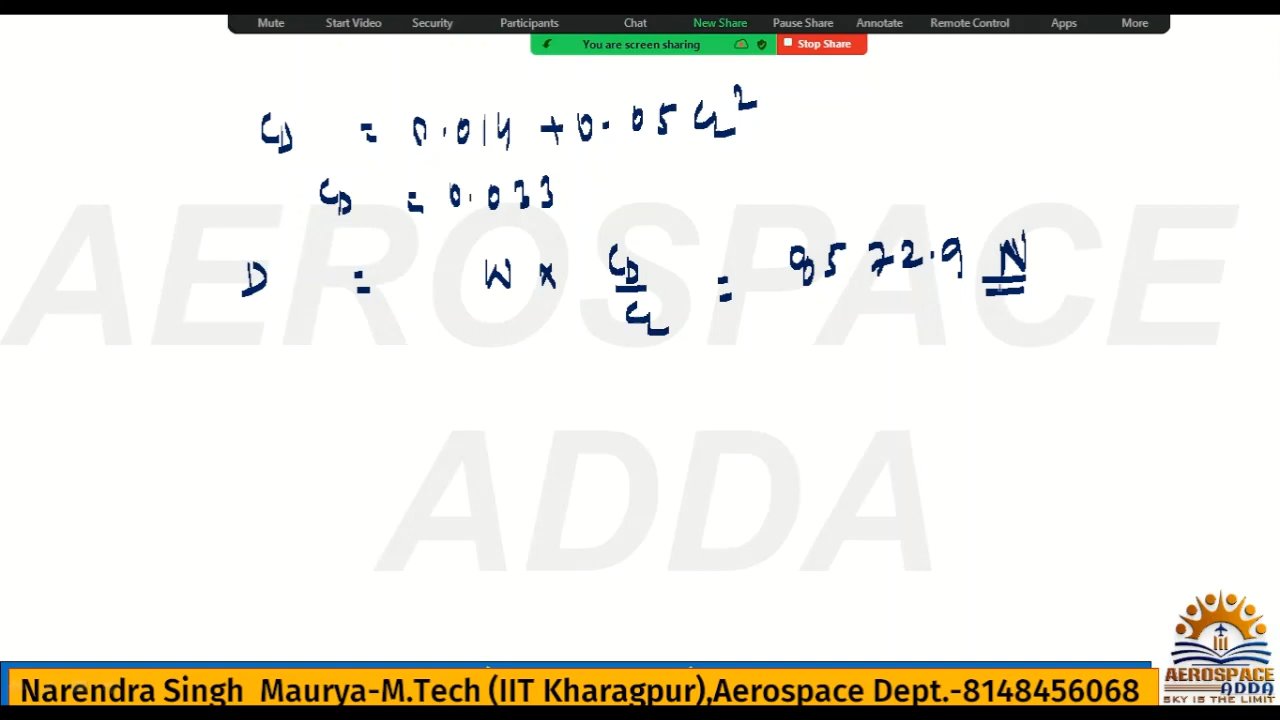 Mute Start Video Security Participants Chat New Share Pause Share Annotate Remote Control Apps More
You are screen sharing Stop Share
CD = 0.014 + 0.05 CL²
CD = 0.033
D = W × CD/CL = 8572.9 N
AEROSPACE
ADDA
AEROSPACE
ADDA
SKY IS THE LIMIT
Narendra Singh Maurya-M.Tech (IIT Kharagpur),Aerospace Dept.-8148456068